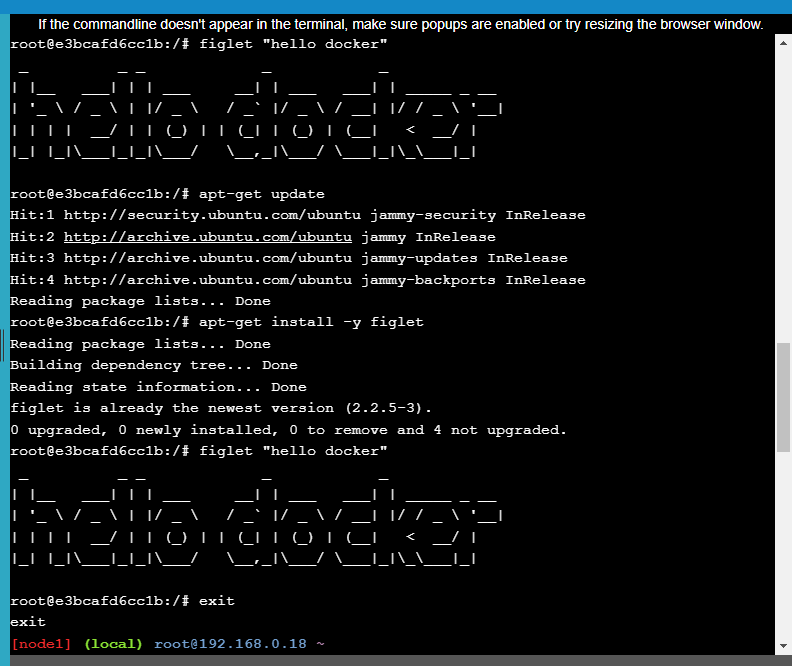 If the commandline doesn't appear in the terminal, make sure popups are enabled or try resizing the browser window.
root@e3bcafd6cc1b:/# figlet "hello docker"
 _          _ _             _            _
| |__   ___| | | ___     __| | ___   ___| | _____ _ __
| '_ \ / _ \ | |/ _ \   / _` |/ _ \ / __| |/ / _ \ '__|
| | | |  __/ | | (_) | | (_| | (_) | (__|   <  __/ |
|_| |_|\___|_|_|\___/   \__,_|\___/ \___|_|\_\___|_|
root@e3bcafd6cc1b:/# apt-get update
Hit:1 http://security.ubuntu.com/ubuntu jammy-security InRelease
Hit:2 http://archive.ubuntu.com/ubuntu jammy InRelease
Hit:3 http://archive.ubuntu.com/ubuntu jammy-updates InRelease
Hit:4 http://archive.ubuntu.com/ubuntu jammy-backports InRelease
Reading package lists... Done
root@e3bcafd6cc1b:/# apt-get install -y figlet
Reading package lists... Done
Building dependency tree... Done
Reading state information... Done
figlet is already the newest version (2.2.5-3).
0 upgraded, 0 newly installed, 0 to remove and 4 not upgraded.
root@e3bcafd6cc1b:/# figlet "hello docker"
 _          _ _             _            _
| |__   ___| | | ___     __| | ___   ___| | _____ _ __
| '_ \ / _ \ | |/ _ \   / _` |/ _ \ / __| |/ / _ \ '__|
| | | |  __/ | | (_) | | (_| | (_) | (__|   <  __/ |
|_| |_|\___|_|_|\___/   \__,_|\___/ \___|_|\_\___|_|
root@e3bcafd6cc1b:/# exit
exit
[node1] (local) root@192.168.0.18 ~